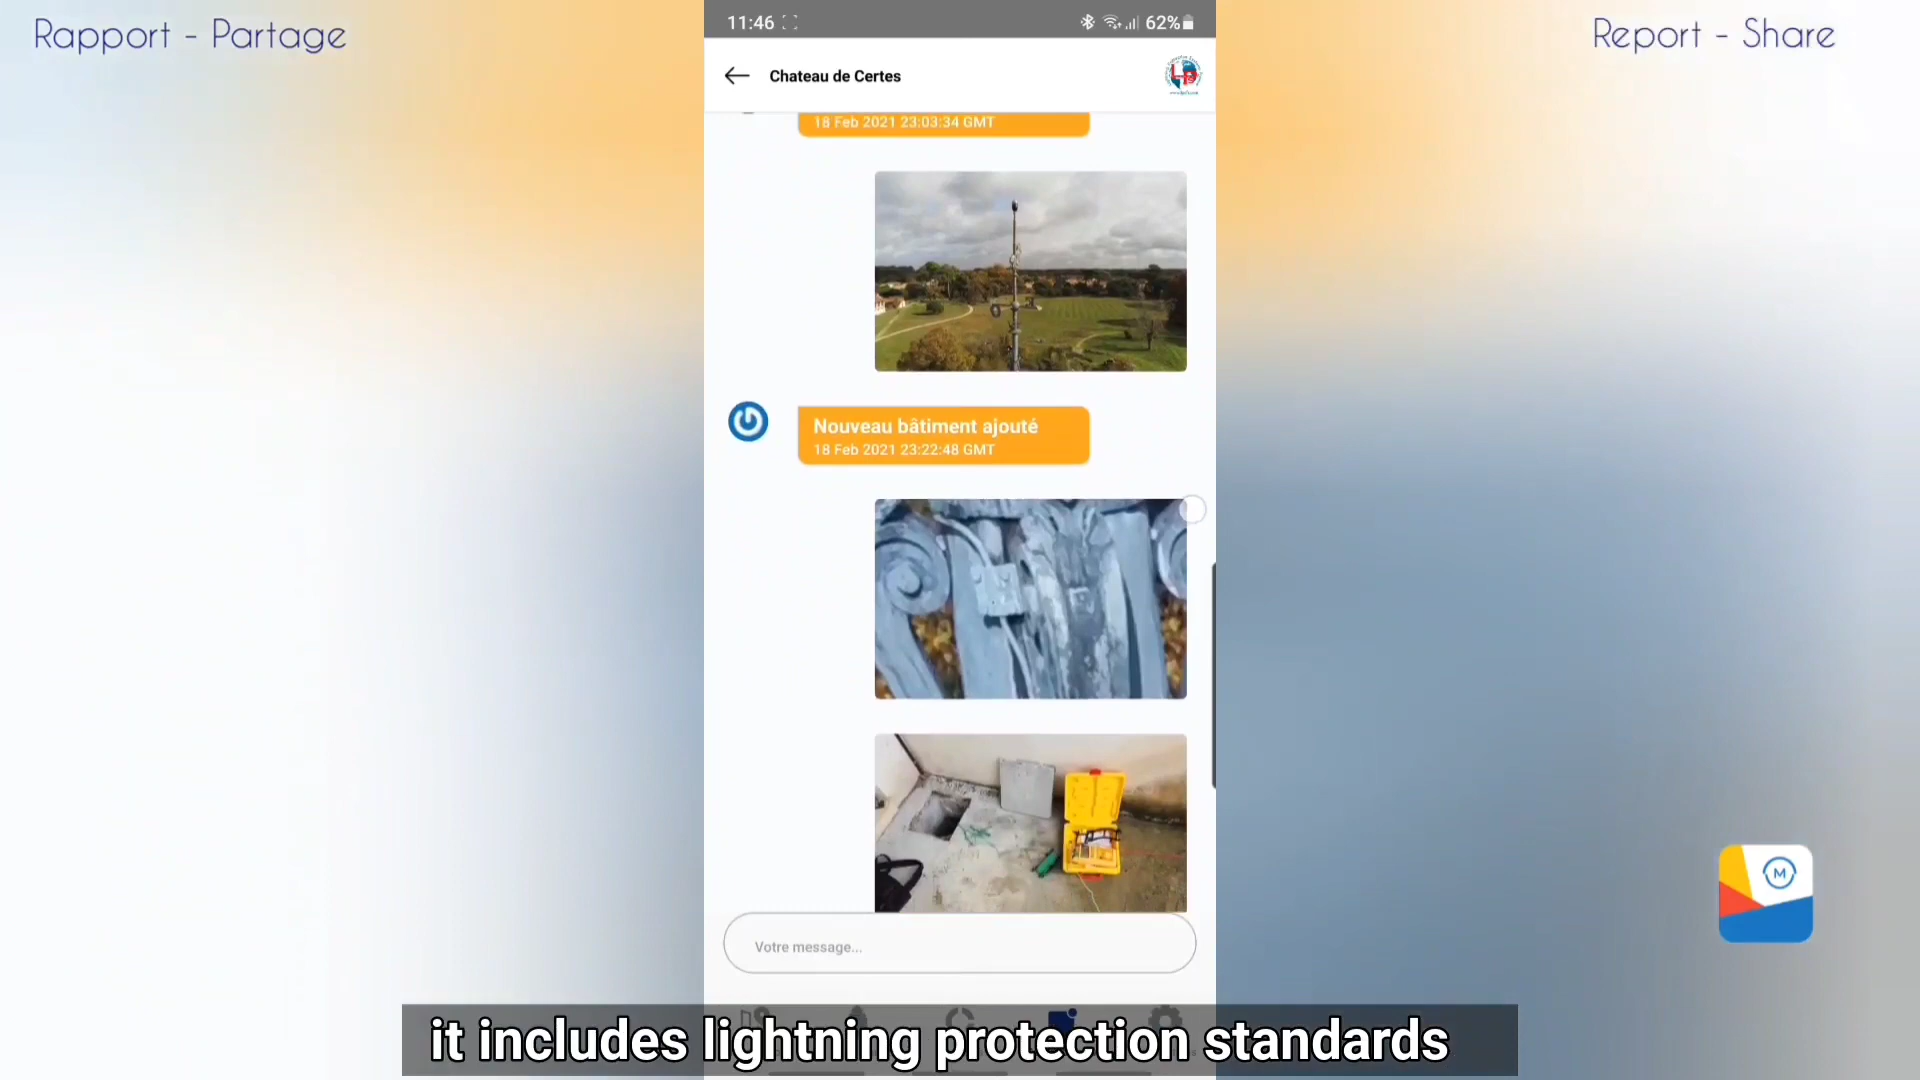 Rapport - Partage
Report - Share
11:46
62%
Chateau de Certes
18 Feb 2021 23:03:34 GMT
Nouveau bâtiment ajouté
18 Feb 2021 23:22:48 GMT
M
Votre message...
it includes lightning protection standards